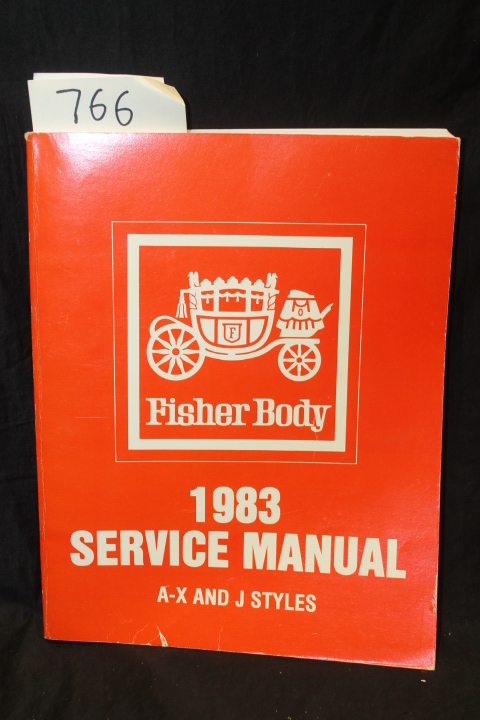 766
F
Fisher Body
1983
SERVICE MANUAL
A-X AND J STYLES